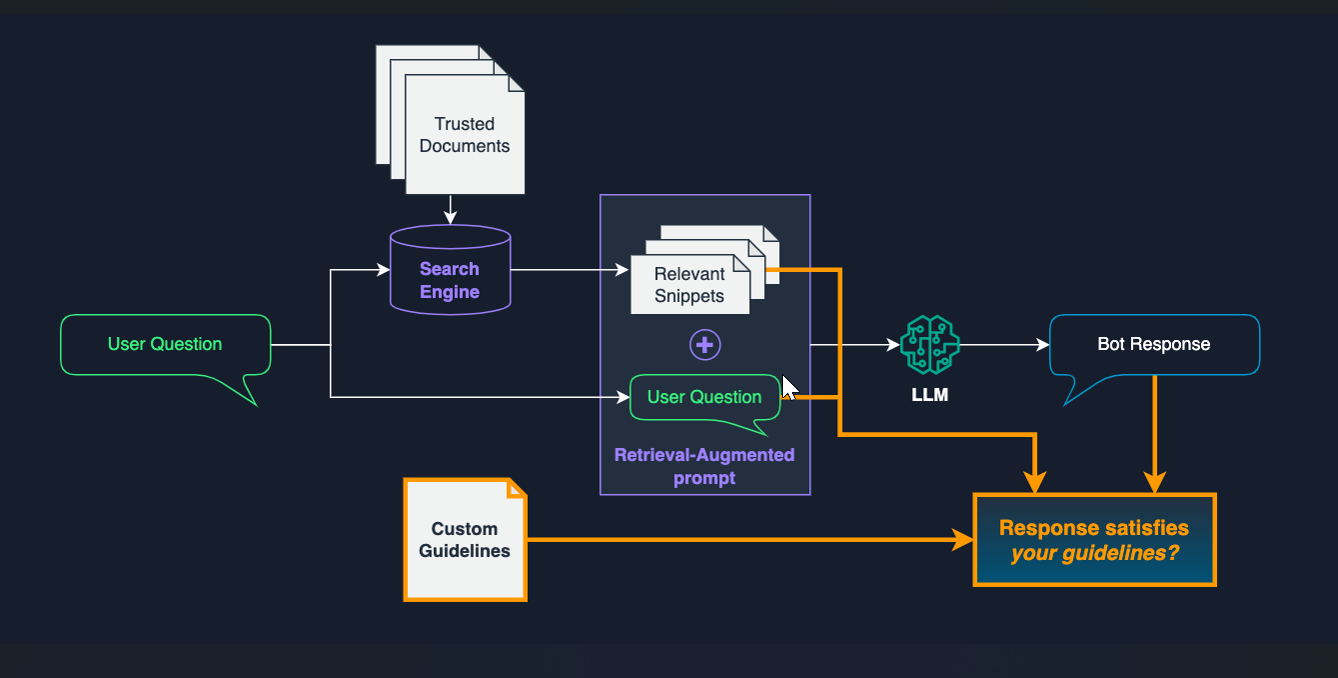 Trusted
Documents
Search
Engine
User Question
Relevant
Snippets
User Question
Retrieval-Augmented
prompt
LLM
Bot Response
Custom
Guidelines
Response satisfies
your guidelines?